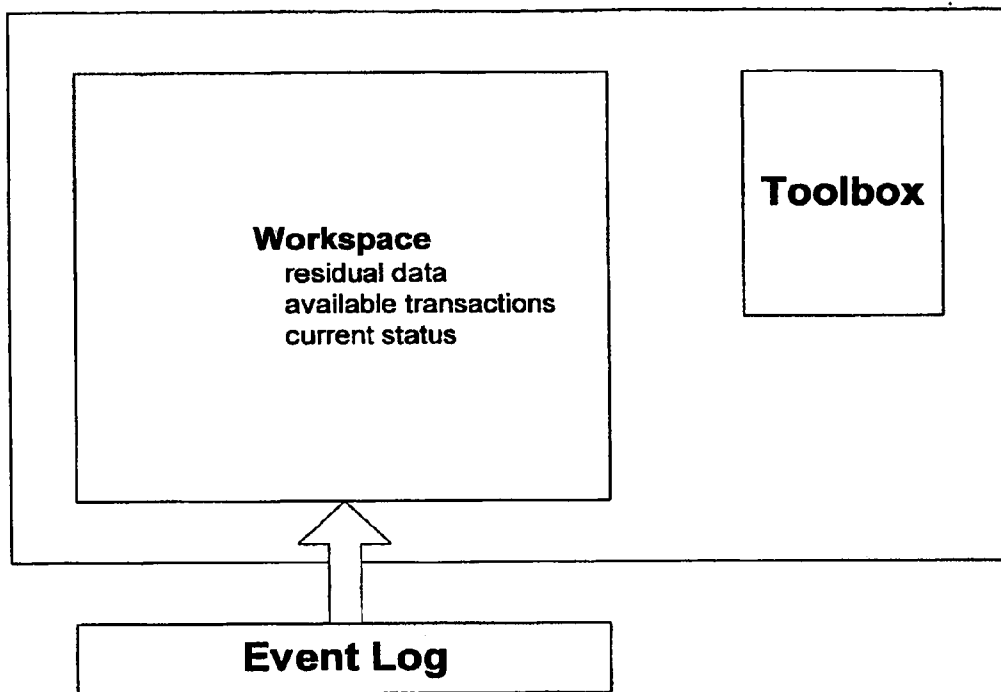 Workspace
residual data
available transactions
current status
Toolbox
Event Log